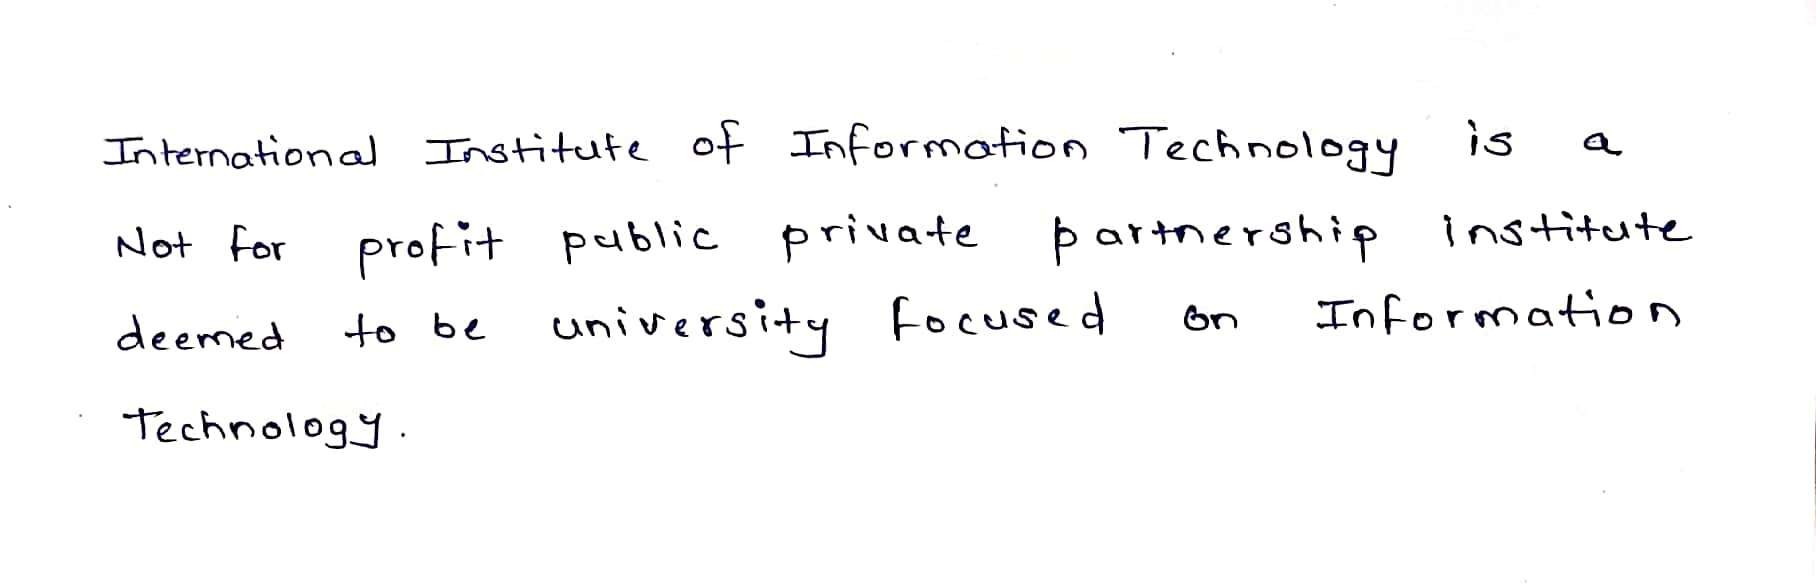 International Institute of Information Technology is a
Not for profit public private partnership institute
deemed to be university focused on Information
Technology.